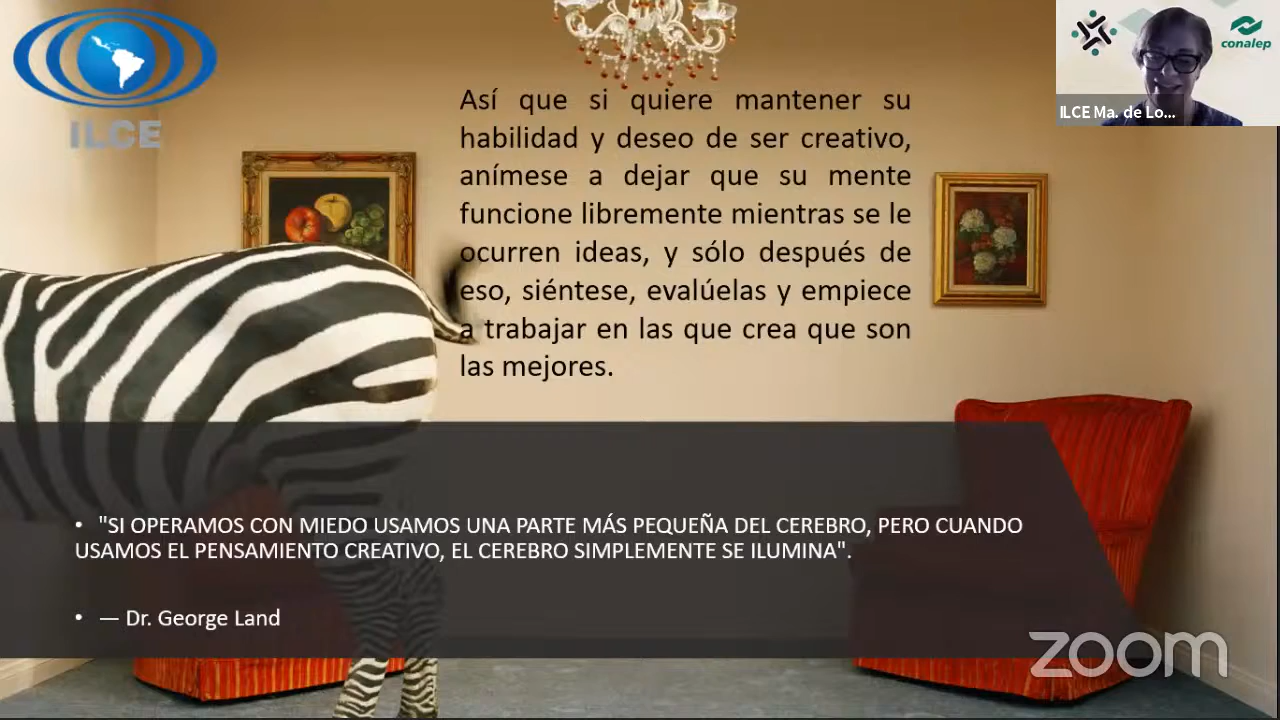 ILCE
conalep
ILCE Ma. de Lo...
Así que si quiere mantener su
habilidad y deseo de ser creativo,
anímese a dejar que su mente
funcione libremente mientras se le
ocurren ideas, y sólo después de
eso, siéntese, evalúelas y empiece
a trabajar en las que crea que son
las mejores.
• "SI OPERAMOS CON MIEDO USAMOS UNA PARTE MÁS PEQUEÑA DEL CEREBRO, PERO CUANDO
USAMOS EL PENSAMIENTO CREATIVO, EL CEREBRO SIMPLEMENTE SE ILUMINA".
• — Dr. George Land
zoom